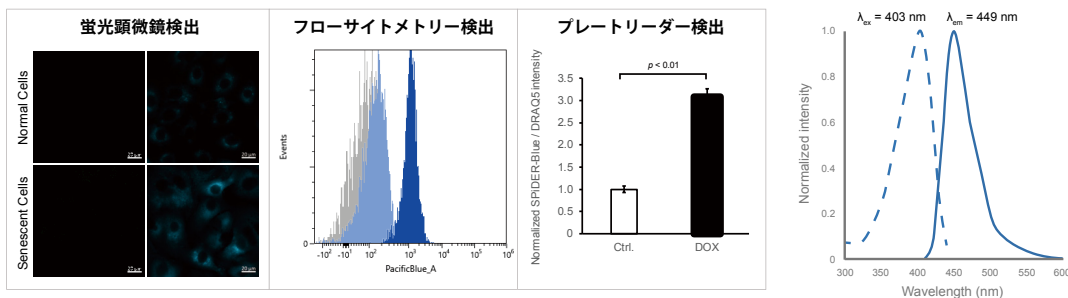 蛍光顕微鏡検出
Normal Cells
20 μm
20 μm
Senescent Cells
20 μm
20 μm
フローサイトメトリー検出
Events
0
-10²
-10¹
10²
10³
10⁴
10⁵
10⁶
PacificBlue_A
プレートリーダー検出
Normalized SPiDER-Blue / DRAQ5 intensity
p < 0.01
3.5
3.0
2.5
2.0
1.5
1.0
0.5
0
Ctrl.
DOX
λex = 403 nm
λem = 449 nm
Normalized intensity
1.0
0.8
0.6
0.4
0.2
0
300
350
400
450
500
550
600
Wavelength (nm)